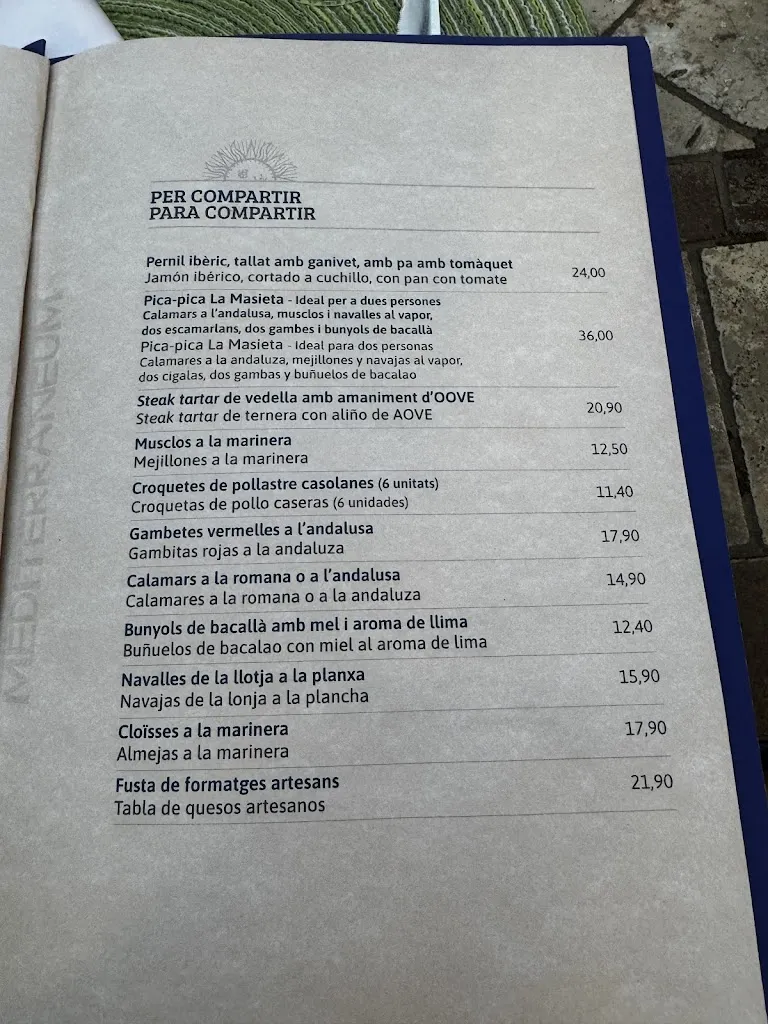 PER COMPARTIR
PARA COMPARTIR
Pernil ibèric, tallat amb ganivet, amb pa amb tomàquet
Jamón ibérico, cortado a cuchillo, con pan con tomate
24,00
Pica-pica La Masieta - Ideal per a dues persones
Calamars a l'andalusa, musclos i navalles al vapor,
dos escamarlans, dos gambes i bunyols de bacallà
Pica-pica La Masieta - Ideal para dos personas
Calamares a la andaluza, mejillones y navajas al vapor,
dos cigalas, dos gambas y buñuelos de bacalao
36,00
Steak tartar de vedella amb amaniment d'OOVE
Steak tartar de ternera con aliño de AOVE
20,90
Musclos a la marinera
Mejillones a la marinera
12,50
Croquetes de pollastre casolanes (6 unitats)
Croquetas de pollo caseras (6 unidades)
11,40
Gambetes vermelles a l'andalusa
Gambitas rojas a la andaluza
17,90
Calamars a la romana o a l'andalusa
Calamares a la romana o a la andaluza
14,90
Bunyols de bacallà amb mel i aroma de llima
Buñuelos de bacalao con miel al aroma de lima
12,40
Navalles de la llotja a la planxa
Navajas de la lonja a la plancha
15,90
Cloïsses a la marinera
Almejas a la marinera
17,90
Fusta de formatges artesans
Tabla de quesos artesanos
21,90
MEDITERRANEUM